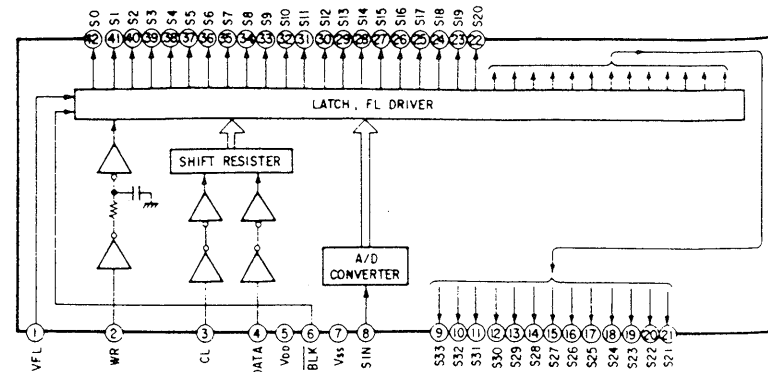 S0 S1 S2 S3 S4 S5 S6 S7 S8 S9 S10 S11 S12 S13 S14 S15 S16 S17 S18 S19 S20
42 41 40 39 38 37 36 35 34 33 32 31 30 29 28 27 26 25 24 23 22
LATCH, FL DRIVER
SHIFT RESISTER
A/D
CONVERTER
1 2 3 4 5 6 7 8 9 10 11 12 13 14 15 16 17 18 19 20 21
VFL WR CL DATA VDD BLK VSS SIN S33 S32 S31 S30 S29 S28 S27 S26 S25 S24 S23 S22 S21